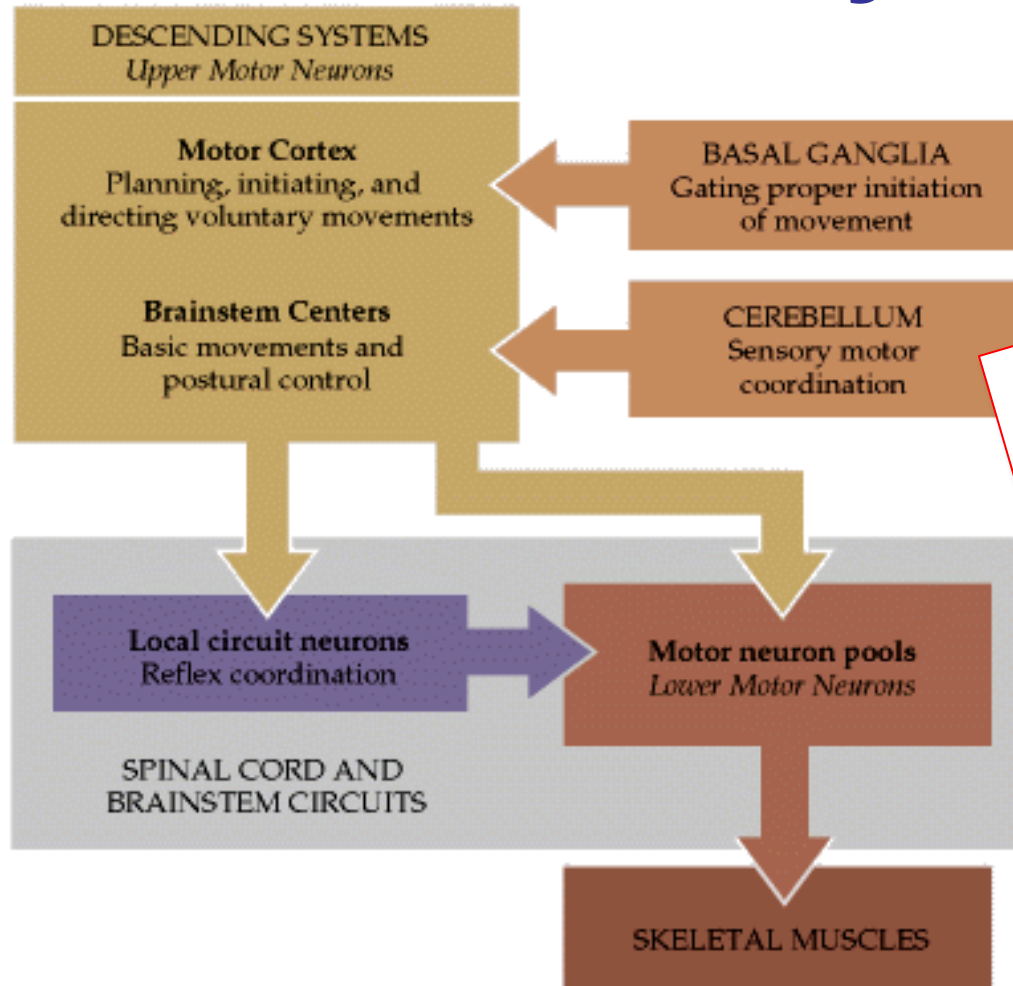 DESCENDING SYSTEMS
Upper Motor Neurons
Motor Cortex
Planning, initiating, and
directing voluntary movements
Brainstem Centers
Basic movements and
postural control
BASAL GANGLIA
Gating proper initiation
of movement
CEREBELLUM
Sensory motor
coordination
Local circuit neurons
Reflex coordination
Motor neuron pools
Lower Motor Neurons
SPINAL CORD AND
BRAINSTEM CIRCUITS
SKELETAL MUSCLES